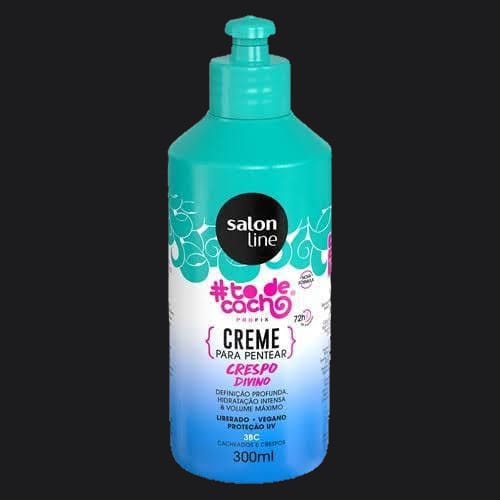 salon
line
#todecacho®
PROFIX
NOVA
FÓRMULA
72h
{ CREME }
PARA PENTEAR
CRESPO
DIVINO
DEFINIÇÃO PROFUNDA,
HIDRATAÇÃO INTENSA
& VOLUME MÁXIMO
LIBERADO • VEGANO
PROTEÇÃO UV
3BC
CACHEADOS E CRESPOS
300ml